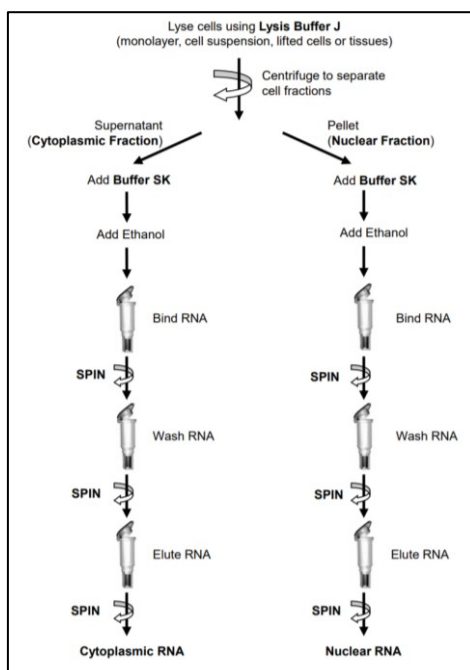 Lyse cells using Lysis Buffer J
(monolayer, cell suspension, lifted cells or tissues)
Centrifuge to separate
cell fractions
Supernatant
(Cytoplasmic Fraction)
Pellet
(Nuclear Fraction)
Add Buffer SK
Add Buffer SK
Add Ethanol
Add Ethanol
Bind RNA
Bind RNA
SPIN
SPIN
Wash RNA
Wash RNA
SPIN
SPIN
Elute RNA
Elute RNA
SPIN
SPIN
Cytoplasmic RNA
Nuclear RNA